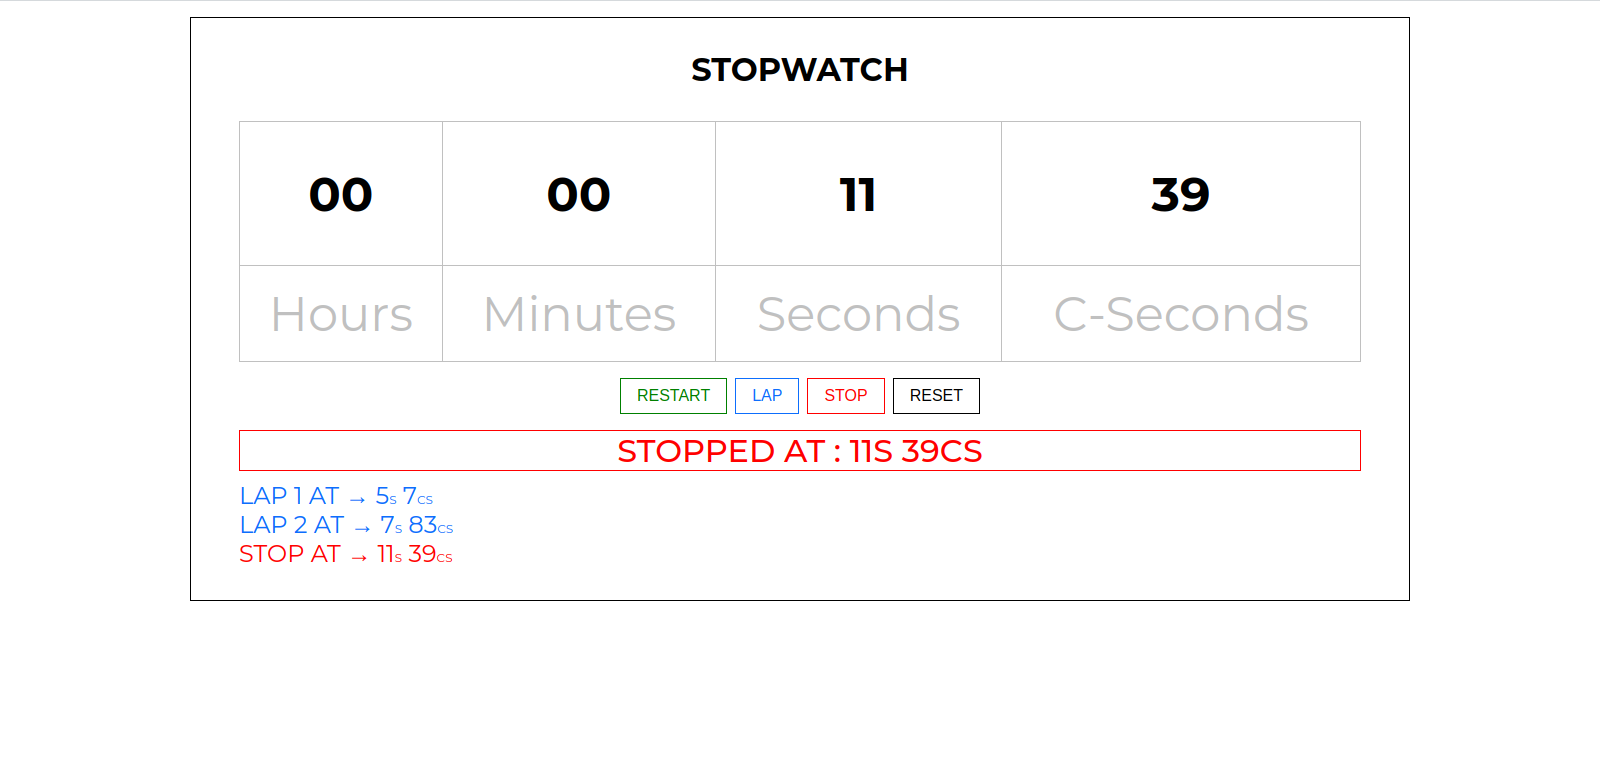 STOPWATCH
00 00 11 39
Hours Minutes Seconds C-Seconds
RESTART LAP STOP RESET
STOPPED AT : 11S 39CS
LAP 1 AT → 5S 7CS
LAP 2 AT → 7S 83CS
STOP AT → 11S 39CS